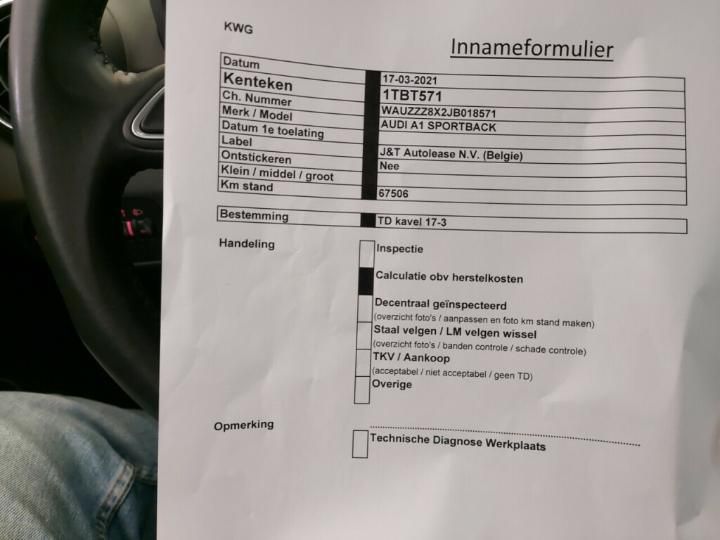 KWG
Innameformulier
Datum 17-03-2021
Kenteken 1TBT571
Ch. Nummer WAUZZZ8X2JB018571
Merk / Model AUDI A1 SPORTBACK
Datum 1e toelating
Label J&T Autolease N.V. (Belgie)
Ontstickeren Nee
Klein / middel / groot
Km stand 67506
Bestemming TD kavel 17-3
Handeling Inspectie
Calculatie obv herstelkosten
Decentraal geïnspecteerd
(overzicht foto's / aanpassen en foto km stand maken)
Staal velgen / LM velgen wissel
(overzicht foto's / banden controle / schade controle)
TKV / Aankoop
(acceptabel / niet acceptabel / geen TD)
Overige
Opmerking
Technische Diagnose Werkplaats